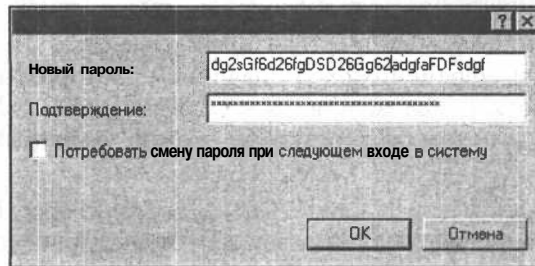 Новый пароль:
dg2sGf6d26fgDSD26Gg62adgfaFDFsdgf
Подтверждение:
Потребовать смену пароля при следующем входе в систему
OK
Отмена